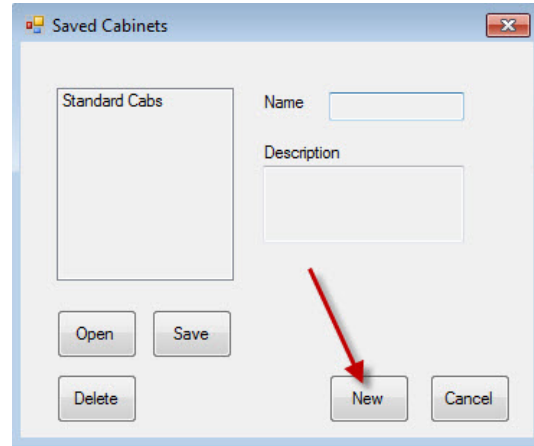 Saved Cabinets
Standard Cabs
Name
Description
Open
Save
Delete
New
Cancel